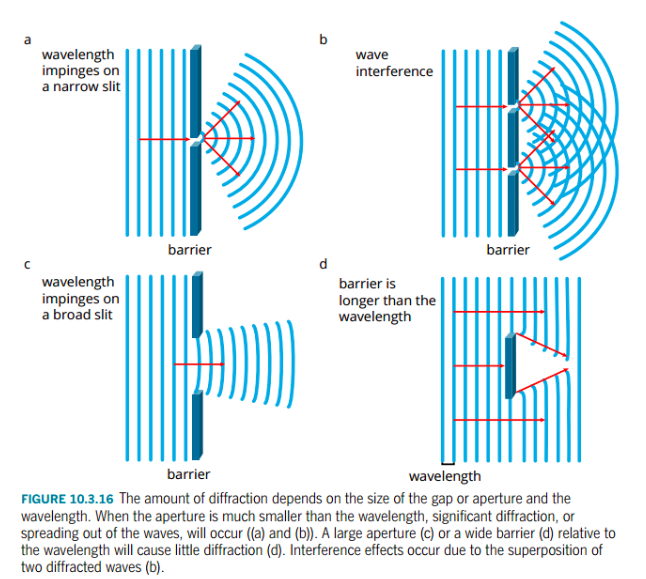 a
wavelength
impinges on
a narrow slit
barrier
b
wave
interference
barrier
c
wavelength
impinges on
a broad slit
barrier
d
barrier is
longer than the
wavelength
wavelength
FIGURE 10.3.16 The amount of diffraction depends on the size of the gap or aperture and the
wavelength. When the aperture is much smaller than the wavelength, significant diffraction, or
spreading out of the waves, will occur ((a) and (b)). A large aperture (c) or a wide barrier (d) relative to
the wavelength will cause little diffraction (d). Interference effects occur due to the superposition of
two diffracted waves (b).